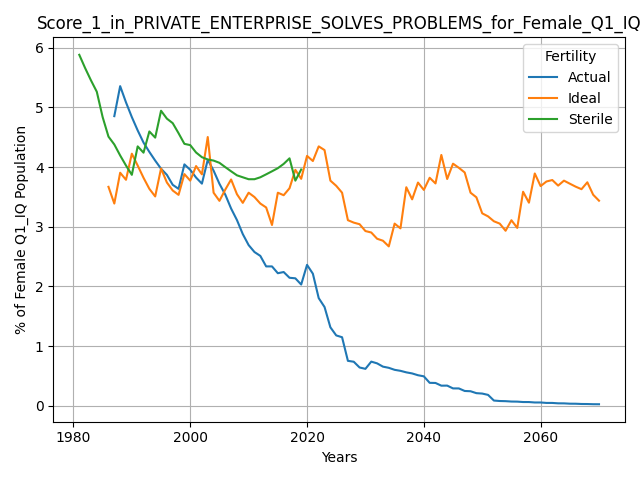 Score_1_in_PRIVATE_ENTERPRISE_SOLVES_PROBLEMS_for_Female_Q1_IQ
Fertility
Actual
Ideal
Sterile
% of Female Q1_IQ Population
6
5
4
3
2
1
0
1980 2000 2020 2040 2060
Years